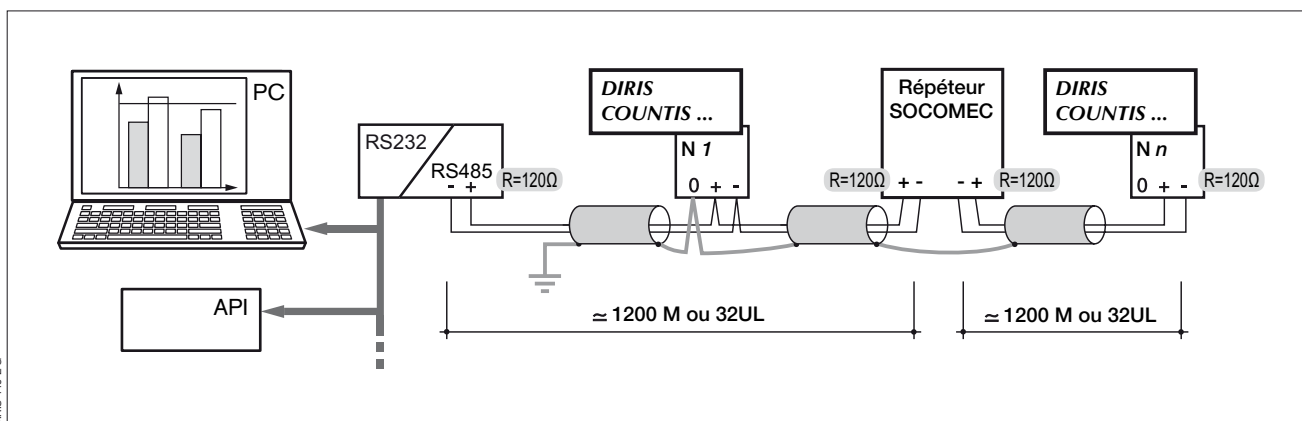 PC
API
RS232
RS485
- +
R=120Ω
DIRIS
COUNTIS ...
N 1
0 + -
Répéteur
SOCOMEC
R=120Ω
+ -
- +
R=120Ω
DIRIS
COUNTIS ...
N n
0 + -
R=120Ω
≃ 1200 M ou 32UL
≃ 1200 M ou 32UL